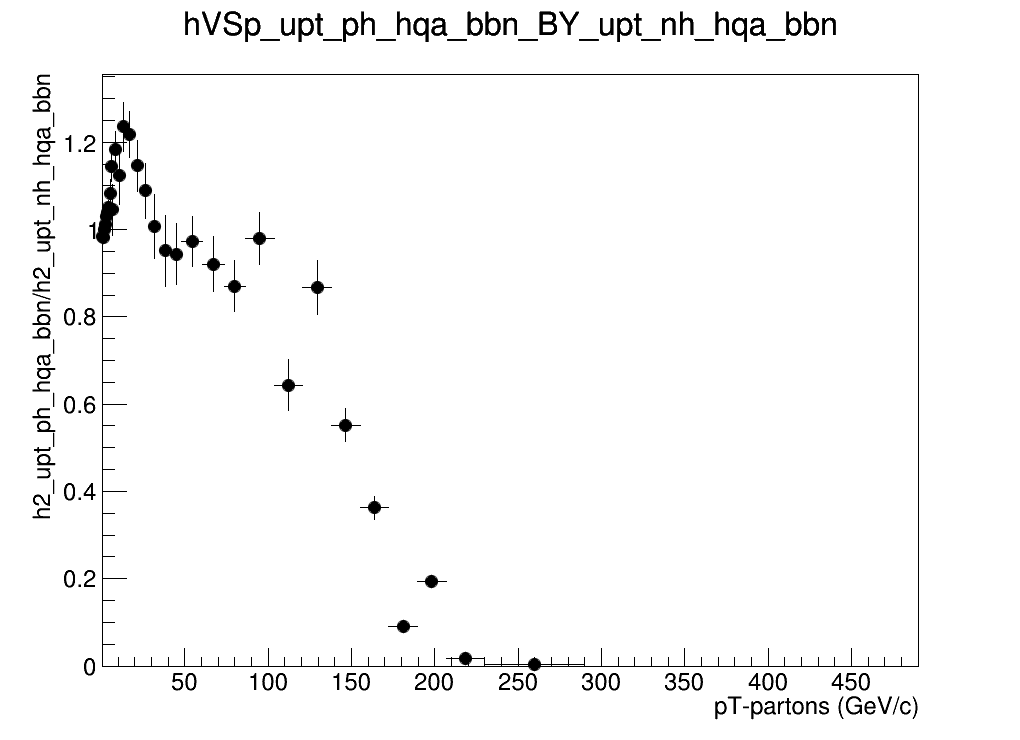 hVSp_upt_ph_hqa_bbn_BY_upt_nh_hqa_bbn
h2_upt_ph_hqa_bbn/h2_upt_nh_hqa_bbn
1.2
1
0.8
0.6
0.4
0.2
0
50 100 150 200 250 300 350 400 450
pT-partons (GeV/c)